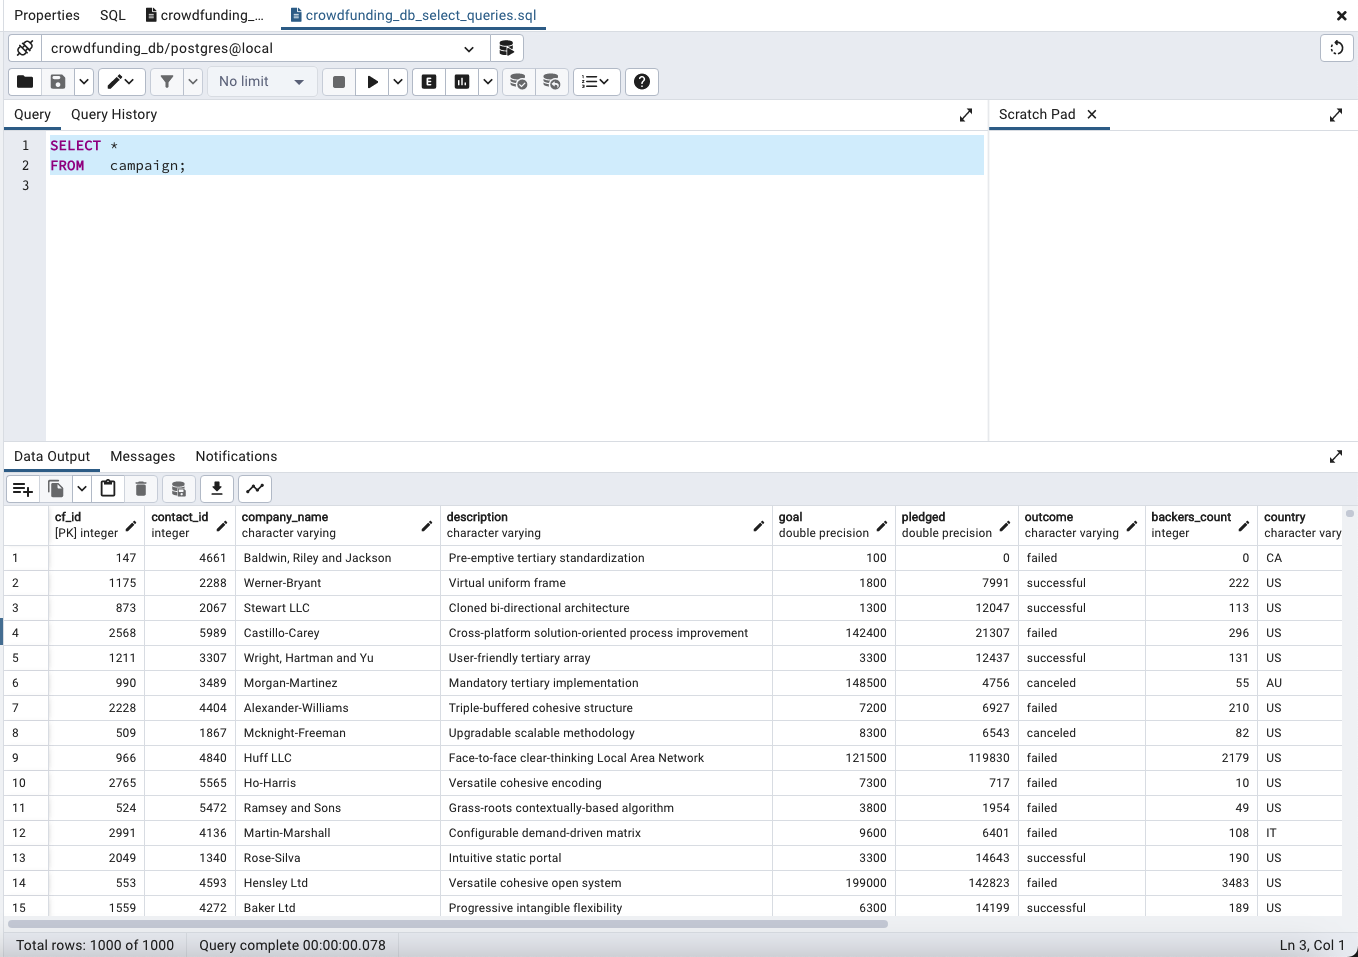 Properties SQL crowdfunding_... crowdfunding_db_select_queries.sql
crowdfunding_db/postgres@local
No limit E
Query Query History Scratch Pad
1 SELECT *
2 FROM campaign;
3
Data Output Messages Notifications
cf_id contact_id company_name description goal pledged outcome backers_count country
[PK] integer integer character varying character varying double precision double precision character varying integer character vary
1 147 4661 Baldwin, Riley and Jackson Pre-emptive tertiary standardization 100 0 failed 0 CA
2 1175 2288 Werner-Bryant Virtual uniform frame 1800 7991 successful 222 US
3 873 2067 Stewart LLC Cloned bi-directional architecture 1300 12047 successful 113 US
4 2568 5989 Castillo-Carey Cross-platform solution-oriented process improvement 142400 21307 failed 296 US
5 1211 3307 Wright, Hartman and Yu User-friendly tertiary array 3300 12437 successful 131 US
6 990 3489 Morgan-Martinez Mandatory tertiary implementation 148500 4756 canceled 55 AU
7 2228 4404 Alexander-Williams Triple-buffered cohesive structure 7200 6927 failed 210 US
8 509 1867 Mcknight-Freeman Upgradable scalable methodology 8300 6543 canceled 82 US
9 966 4840 Huff LLC Face-to-face clear-thinking Local Area Network 121500 119830 failed 2179 US
10 2765 5565 Ho-Harris Versatile cohesive encoding 7300 717 failed 10 US
11 524 5472 Ramsey and Sons Grass-roots contextually-based algorithm 3800 1954 failed 49 US
12 2991 4136 Martin-Marshall Configurable demand-driven matrix 9600 6401 failed 108 IT
13 2049 1340 Rose-Silva Intuitive static portal 3300 14643 successful 190 US
14 553 4593 Hensley Ltd Versatile cohesive open system 199000 142823 failed 3483 US
15 1559 4272 Baker Ltd Progressive intangible flexibility 6300 14199 successful 189 US
Total rows: 1000 of 1000 Query complete 00:00:00.078 Ln 3, Col 1